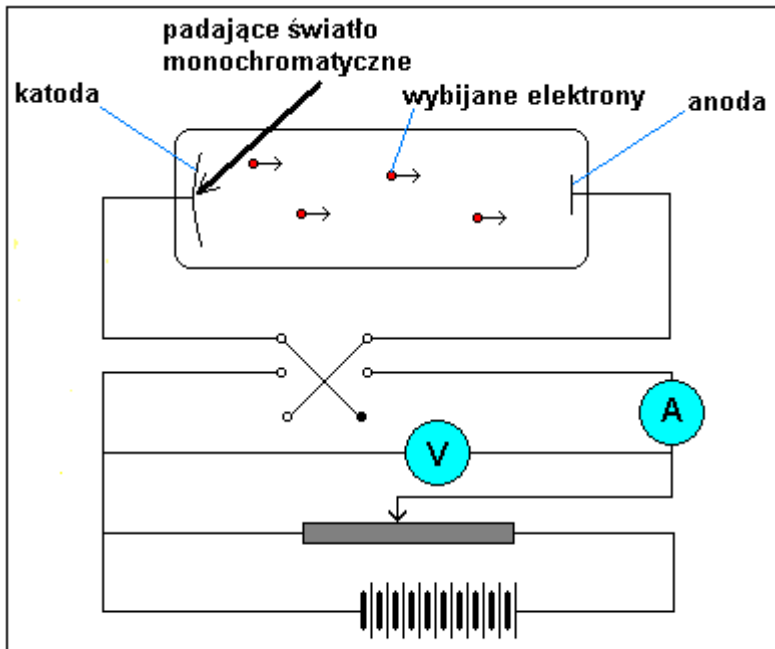 padające światło
monochromatyczne
katoda
wybijane elektrony
anoda
A
V